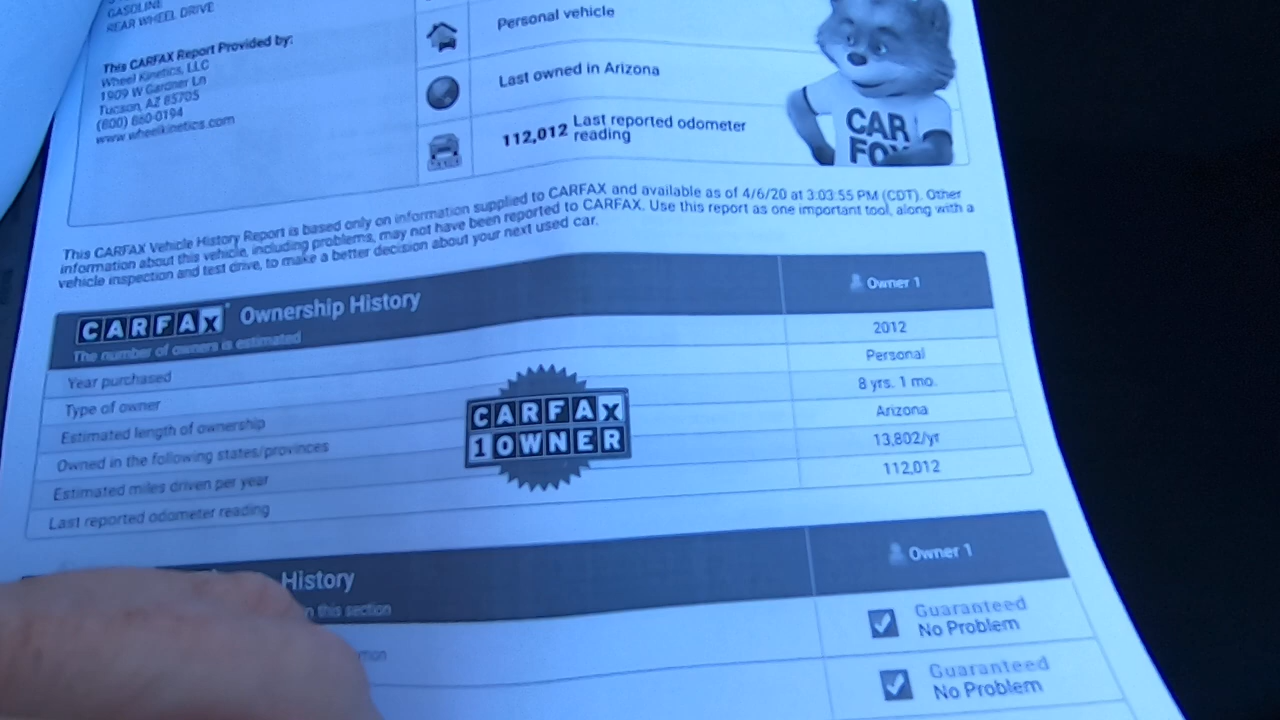 GASOLINE
REAR WHEEL DRIVE
This CARFAX Report Provided by:
Wheel Kinetics, LLC
1909 W Gardner Ln
Tucson, AZ 85705
(800) 660-0194
www.wheelkinetics.com
Personal vehicle
Last owned in Arizona
112,012 Last reported odometer
reading
CAR
FOX
This CARFAX Vehicle History Report is based only on information supplied to CARFAX and available as of 4/6/20 at 3:03:55 PM (CDT). Other
information about this vehicle, including problems, may not have been reported to CARFAX. Use this report as one important tool, along with a
vehicle inspection and test drive, to make a better decision about your next used car.
CARFAX Ownership History
The number of owners is estimated
Owner 1
Year purchased 2012
Type of owner Personal
Estimated length of ownership 8 yrs. 1 mo.
Owned in the following states/provinces Arizona
Estimated miles driven per year 13,802/yr
Last reported odometer reading 112,012
CARFAX
1 OWNER
History
this section
Owner 1
Guaranteed
No Problem
Guaranteed
No Problem